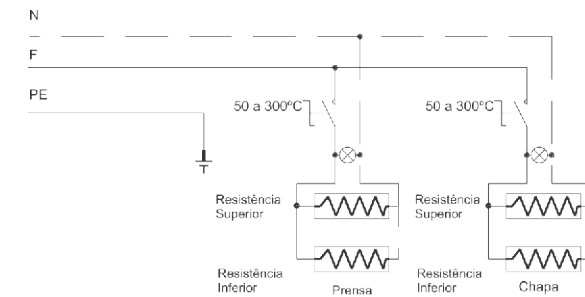 N
F
PE
50 a 300ºC
50 a 300ºC
Resistência
Superior
Resistência
Superior
Resistência
Inferior
Prensa
Resistência
Inferior
Chapa